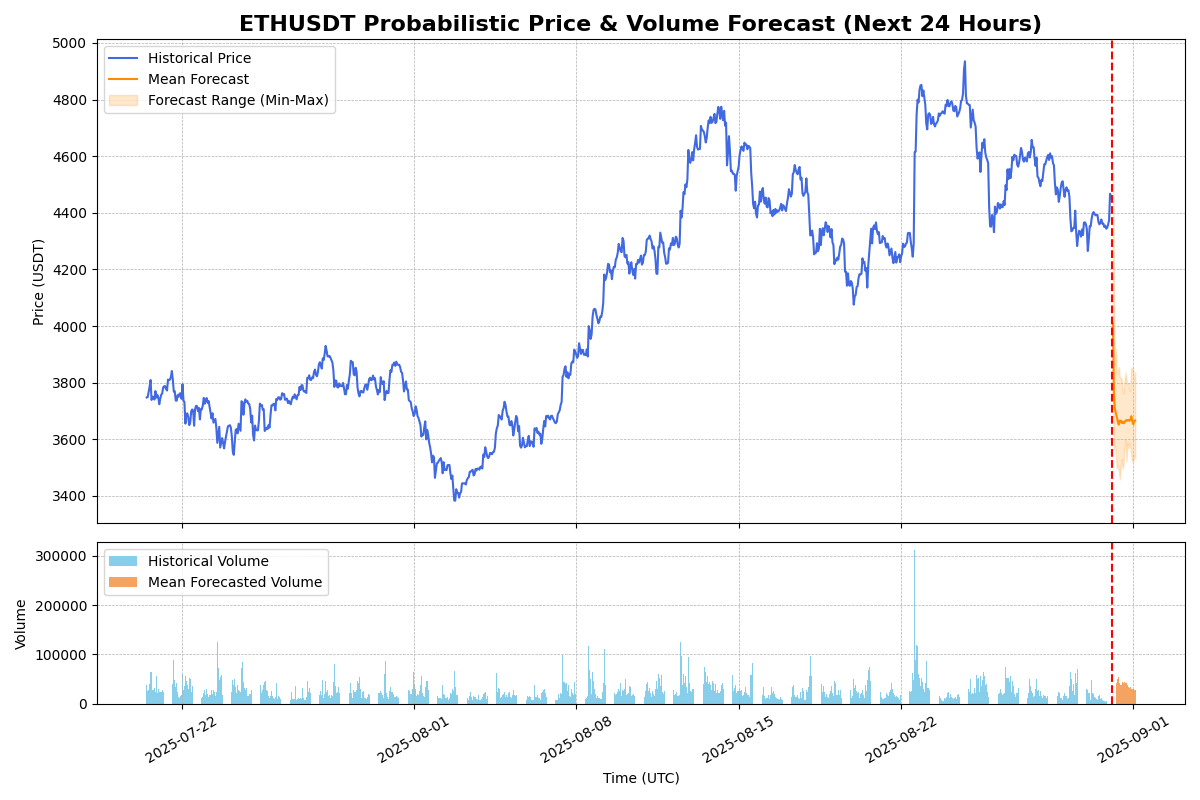 ETHUSDT Probabilistic Price & Volume Forecast (Next 24 Hours)
Historical Price
Mean Forecast
Forecast Range (Min-Max)
Price (USDT)
5000
4800
4600
4400
4200
4000
3800
3600
3400
Historical Volume
Mean Forecasted Volume
Volume
300000
200000
100000
0
2025-07-22
2025-08-01
2025-08-08
2025-08-15
2025-08-22
2025-09-01
Time (UTC)